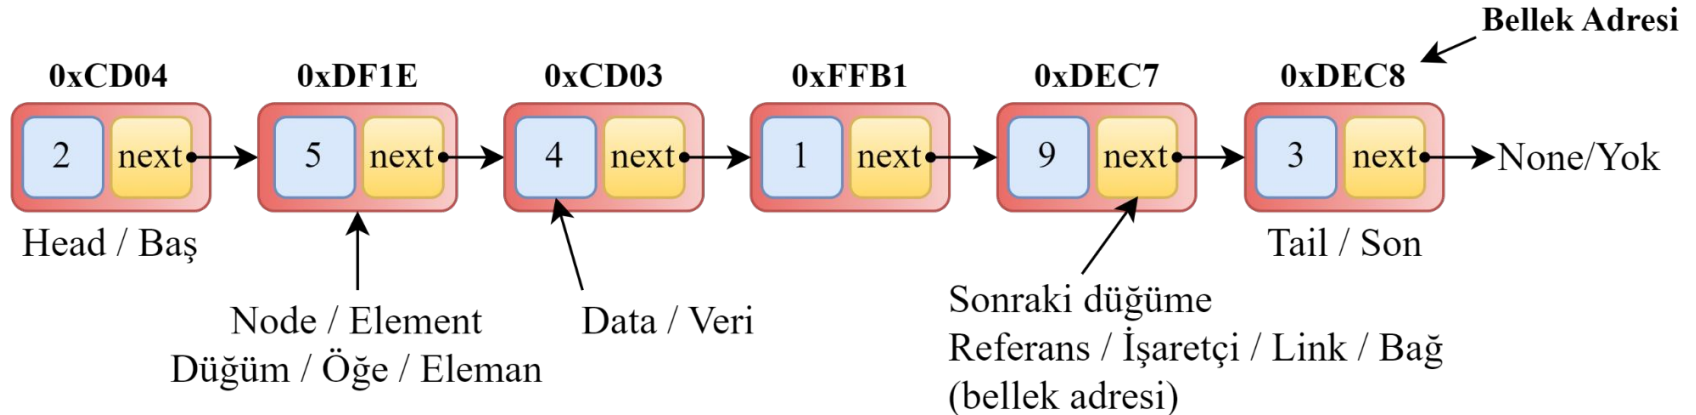 Bellek Adresi
0xCD04 0xDF1E 0xCD03 0xFFB1 0xDEC7 0xDEC8
2 next 5 next 4 next 1 next 9 next 3 next None/Yok
Head / Baş
Tail / Son
Node / Element
Düğüm / Öğe / Eleman
Data / Veri
Sonraki düğüme
Referans / İşaretçi / Link / Bağ
(bellek adresi)